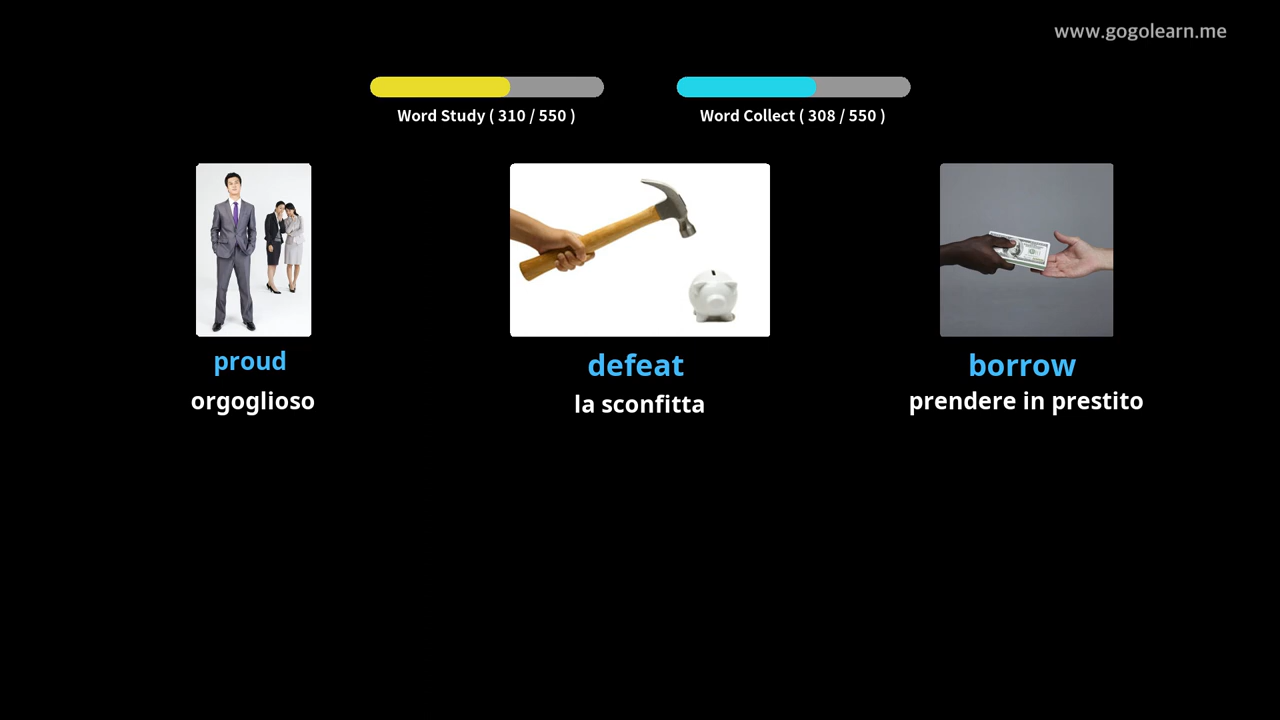 www.gogolearn.me
Word Study ( 310 / 550 )
Word Collect ( 308 / 550 )
proud
orgoglioso
defeat
la sconfitta
borrow
prendere in prestito